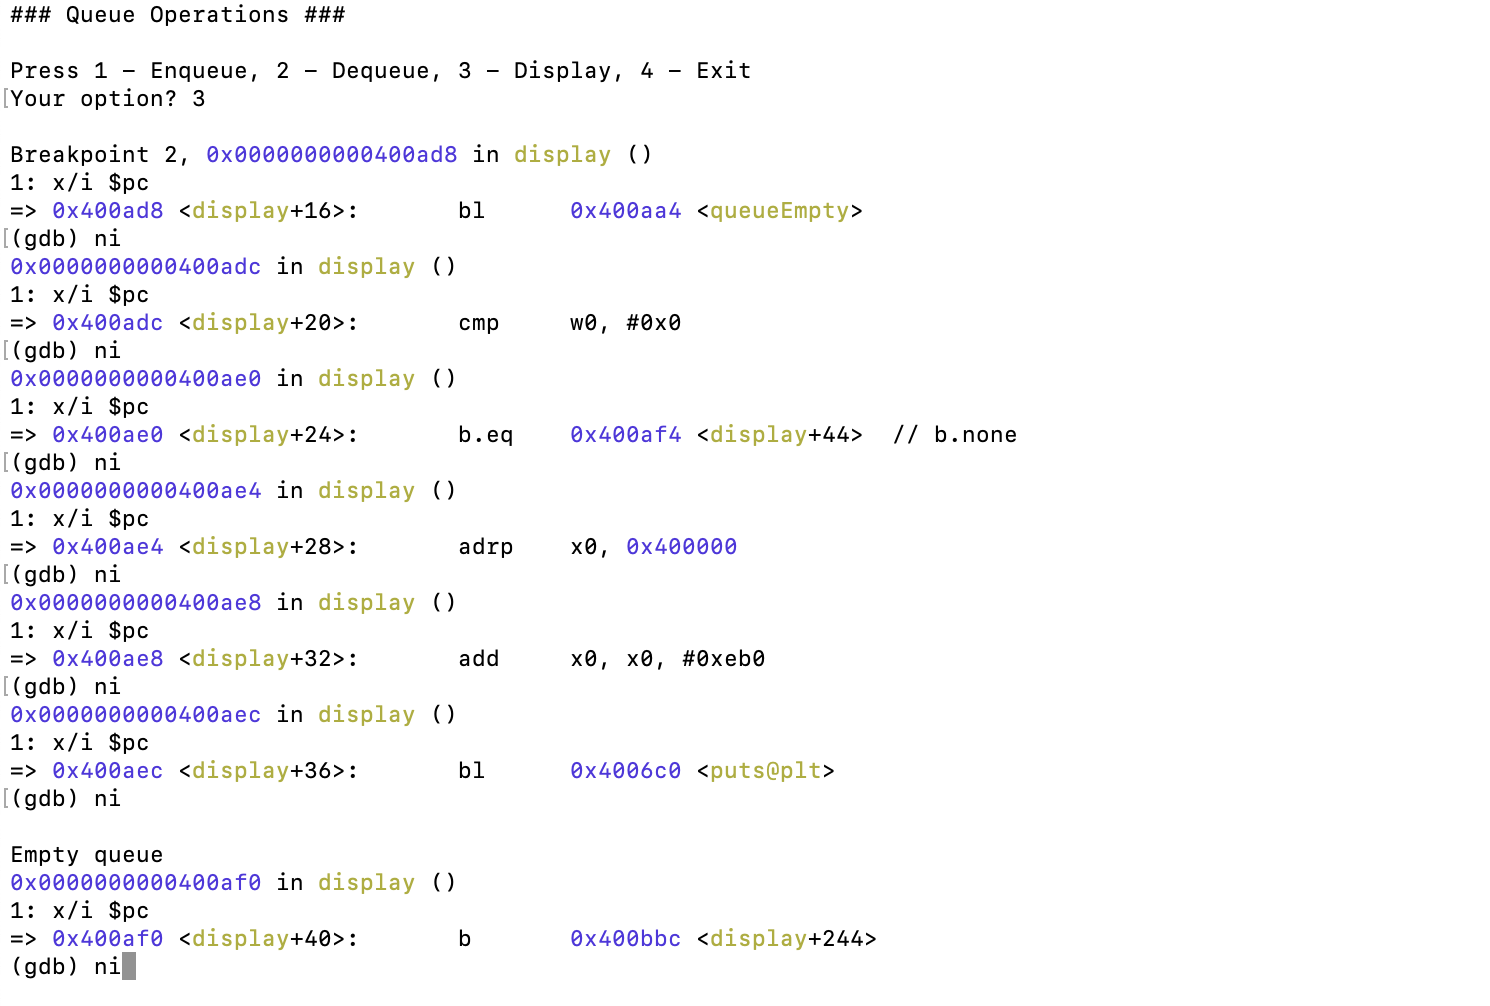 ### Queue Operations ###
Press 1 – Enqueue, 2 – Dequeue, 3 – Display, 4 – Exit
[Your option? 3
Breakpoint 2, 0x0000000000400ad8 in display ()
1: x/i $pc
=> 0x400ad8 <display+16>:	bl	0x400aa4 <queueEmpty>
[(gdb) ni
0x0000000000400adc in display ()
1: x/i $pc
=> 0x400adc <display+20>:	cmp	w0, #0x0
[(gdb) ni
0x0000000000400ae0 in display ()
1: x/i $pc
=> 0x400ae0 <display+24>:	b.eq	0x400af4 <display+44>  // b.none
[(gdb) ni
0x0000000000400ae4 in display ()
1: x/i $pc
=> 0x400ae4 <display+28>:	adrp	x0, 0x400000
[(gdb) ni
0x0000000000400ae8 in display ()
1: x/i $pc
=> 0x400ae8 <display+32>:	add	x0, x0, #0xeb0
[(gdb) ni
0x0000000000400aec in display ()
1: x/i $pc
=> 0x400aec <display+36>:	bl	0x4006c0 <puts@plt>
[(gdb) ni
Empty queue
0x0000000000400af0 in display ()
1: x/i $pc
=> 0x400af0 <display+40>:	b	0x400bbc <display+244>
(gdb) ni